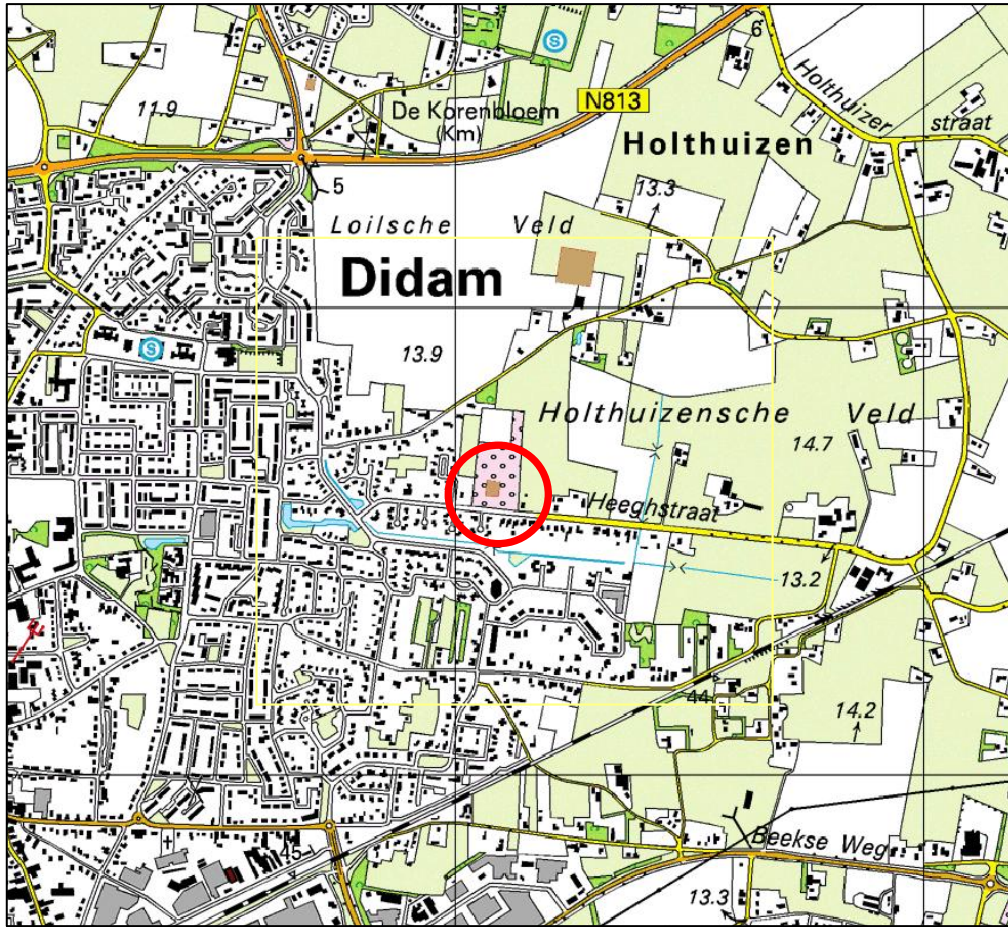 6
S
Holthuizer
straat
11.9
De Korenbloem
(Km)
N813
Holthuizen
5
13.3
Loilsche Veld
Didam
S
13.9
Holthuizensche Veld
14.7
Heeghstraat
13.2
44
14.2
45
Beekse Weg
13.3